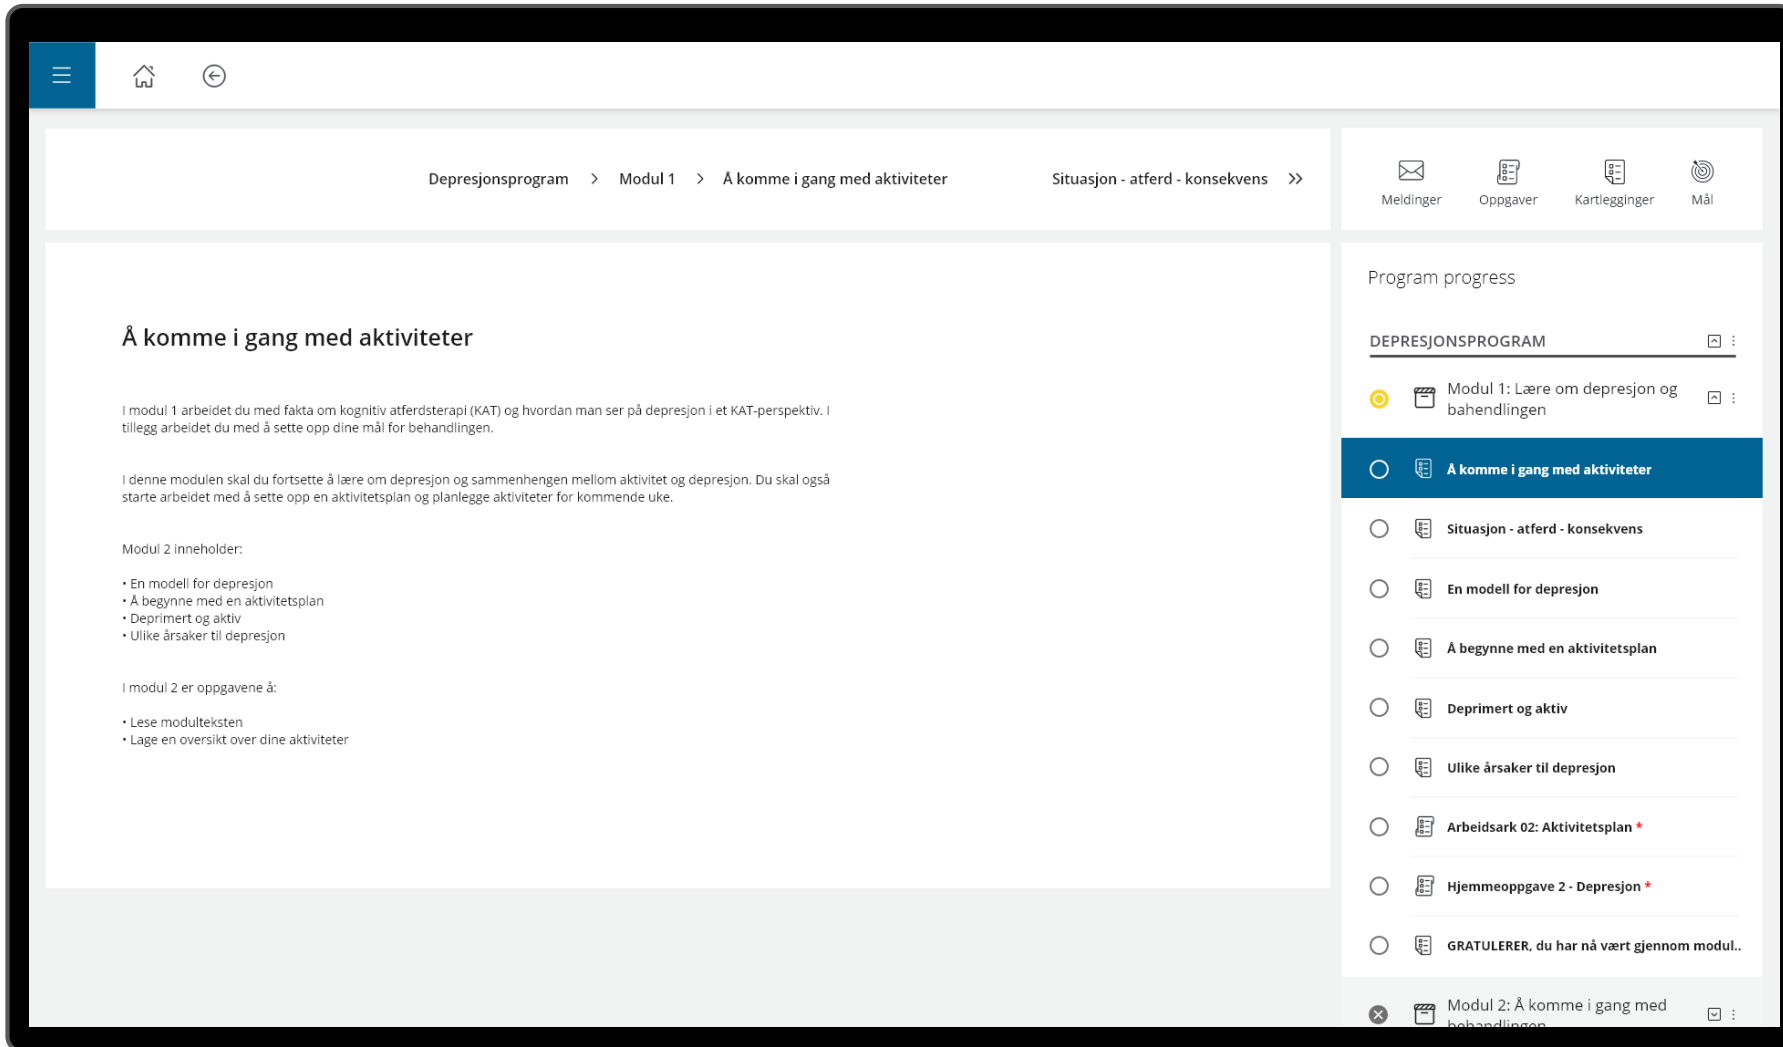 Depresjonsprogram > Modul 1 > Å komme i gang med aktiviteter
Situasjon - atferd - konsekvens >>
Meldinger
Oppgaver
Kartlegginger
Mål
Å komme i gang med aktiviteter
I modul 1 arbeidet du med fakta om kognitiv atferdsterapi (KAT) og hvordan man ser på depresjon i et KAT-perspektiv. I
tillegg arbeidet du med å sette opp dine mål for behandlingen.
I denne modulen skal du fortsette å lære om depresjon og sammenhengen mellom aktivitet og depresjon. Du skal også
starte arbeidet med å sette opp en aktivitetsplan og planlegge aktiviteter for kommende uke.
Modul 2 inneholder:
• En modell for depresjon
• Å begynne med en aktivitetsplan
• Deprimert og aktiv
• Ulike årsaker til depresjon
I modul 2 er oppgavene å:
• Lese modulteksten
• Lage en oversikt over dine aktiviteter
Program progress
DEPRESJONSPROGRAM
Modul 1: Lære om depresjon og
bahendlingen
Å komme i gang med aktiviteter
Situasjon - atferd - konsekvens
En modell for depresjon
Å begynne med en aktivitetsplan
Deprimert og aktiv
Ulike årsaker til depresjon
Arbeidsark 02: Aktivitetsplan *
Hjemmeoppgave 2 - Depresjon *
GRATULERER, du har nå vært gjennom modul..
Modul 2: Å komme i gang med
behandlingen